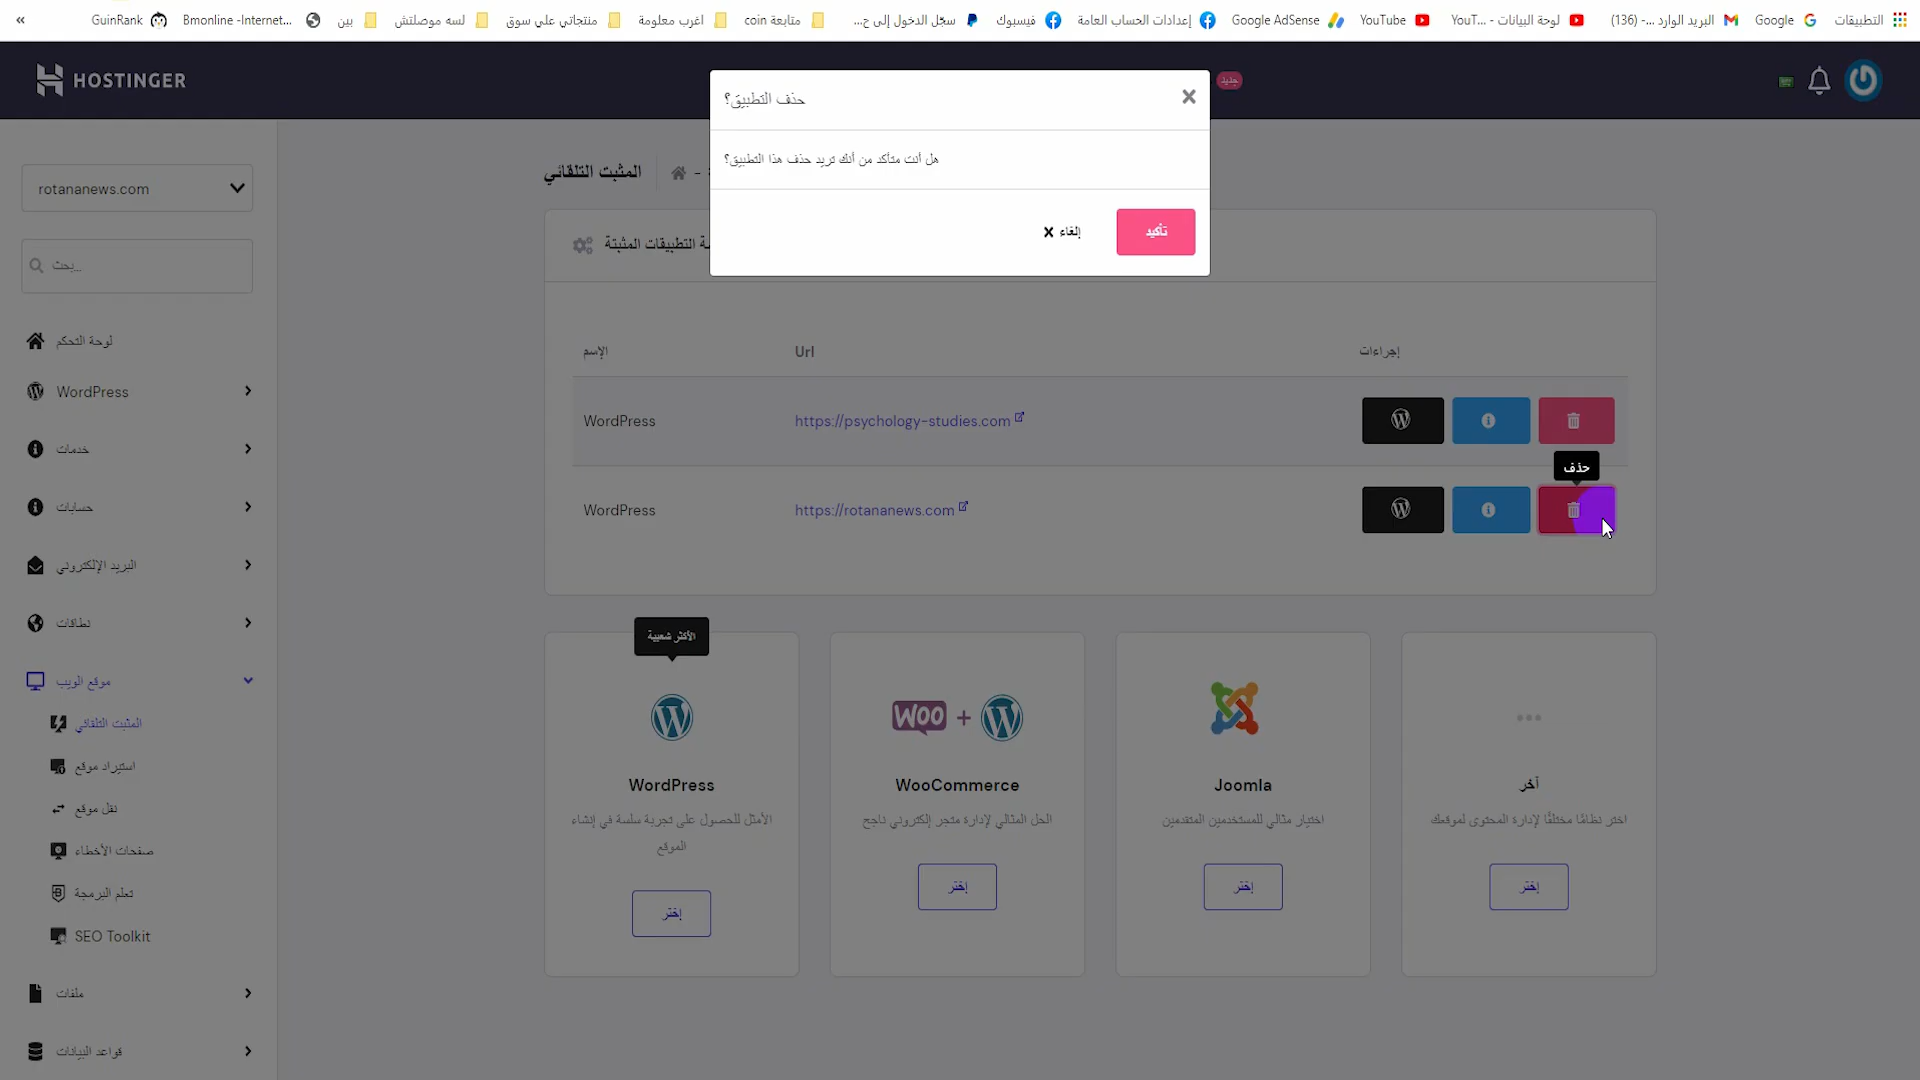 « GuinRank Bmonline -Internet... بين لسه موصلتش منتجاتي علي سوق اغرب معلومة متابعة coin سجّل الدخول إلى ح... فيسبوك إعدادات الحساب العامة Google AdSense YouTube لوحة البيانات - YouT... البريد الوارد -... (136) Google التطبيقات
HOSTINGER
جديد
حذف التطبيق؟
هل أنت متأكد من أنك تريد حذف هذا التطبيق؟
إلغاء X
تأكيد
rotananews.com
بحث...
لوحة التحكم
WordPress
خدمات
حسابات
البريد الإلكتروني
نطاقات
موقع الويب
المثبت التلقائي
استيراد موقع
نقل موقع
صفحات الأخطاء
تعلم البرمجة
SEO Toolkit
ملفات
قواعد البيانات
المثبت التلقائي -
التطبيقات المثبتة
الإسم Url إجراءات
WordPress https://psychology-studies.com
حذف
WordPress https://rotananews.com
الأكثر شعبية
WordPress
الأمثل للحصول على تجربة سلسة في إنشاء
الموقع
إختر
WOO +
WooCommerce
الحل المثالي لإدارة متجر إلكتروني ناجح
إختر
Joomla
اختيار مثالي للمستخدمين المتقدمين
إختر
آخر
اختر نظامًا مختلفًا لإدارة المحتوى لموقعك
إختر